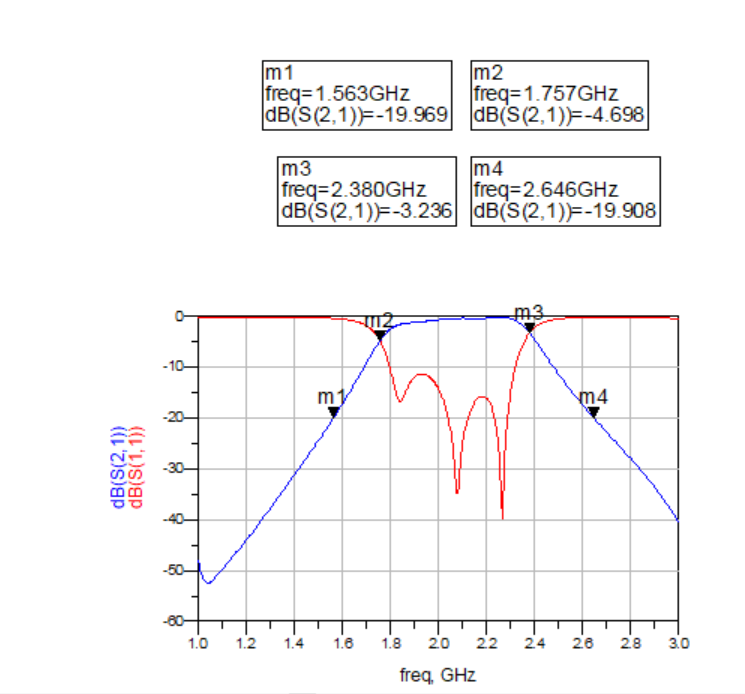 m1
freq=1.563GHz
dB(S(2,1))=-19.969
m2
freq=1.757GHz
dB(S(2,1))=-4.698
m3
freq=2.380GHz
dB(S(2,1))=-3.236
m4
freq=2.646GHz
dB(S(2,1))=-19.908
m1
m2
m3
m4
0
-10
-20
-30
-40
-50
-60
dB(S(2,1))
dB(S(1,1))
1.0 1.2 1.4 1.6 1.8 2.0 2.2 2.4 2.6 2.8 3.0
freq, GHz